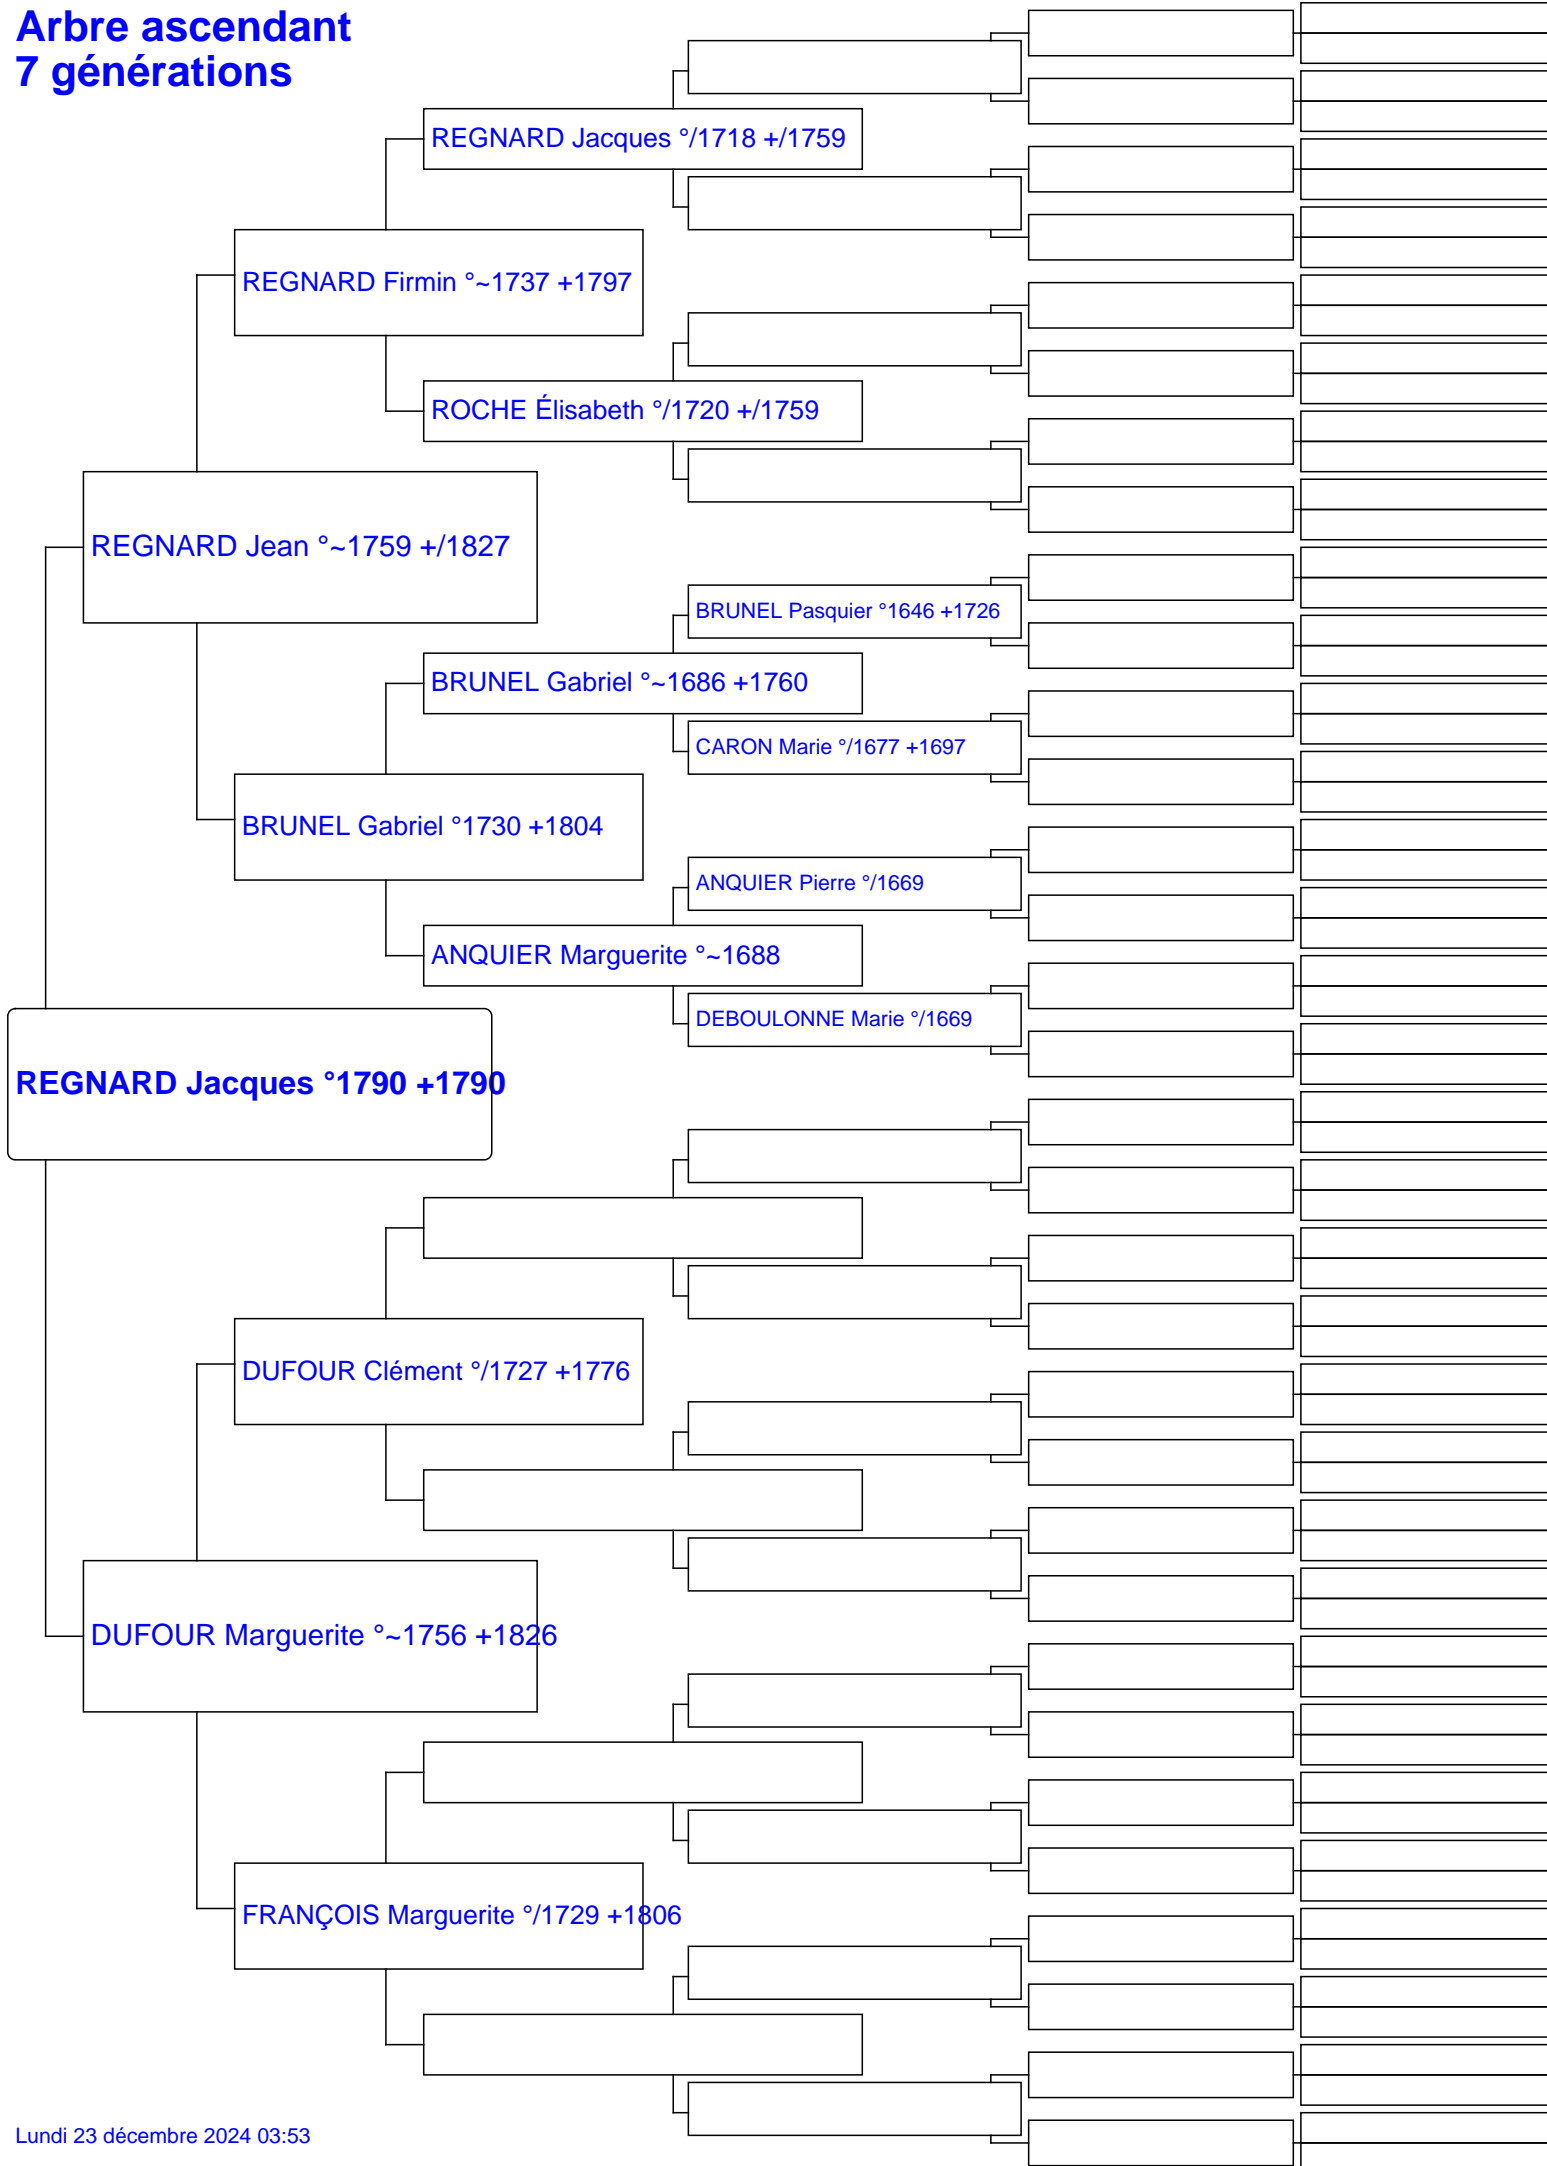 Arbre ascendant
7 générations
REGNARD Jacques °/1718 +/1759
REGNARD Firmin °~1737 +1797
ROCHE Élisabeth °/1720 +/1759
REGNARD Jean °~1759 +/1827
BRUNEL Pasquier °1646 +1726
BRUNEL Gabriel °~1686 +1760
CARON Marie °/1677 +1697
BRUNEL Gabriel °1730 +1804
ANQUIER Pierre °/1669
ANQUIER Marguerite °~1688
DEBOULONNE Marie °/1669
REGNARD Jacques °1790 +1790
DUFOUR Clément °/1727 +1776
DUFOUR Marguerite °~1756 +1826
FRANÇOIS Marguerite °/1729 +1806
Lundi 23 décembre 2024 03:53